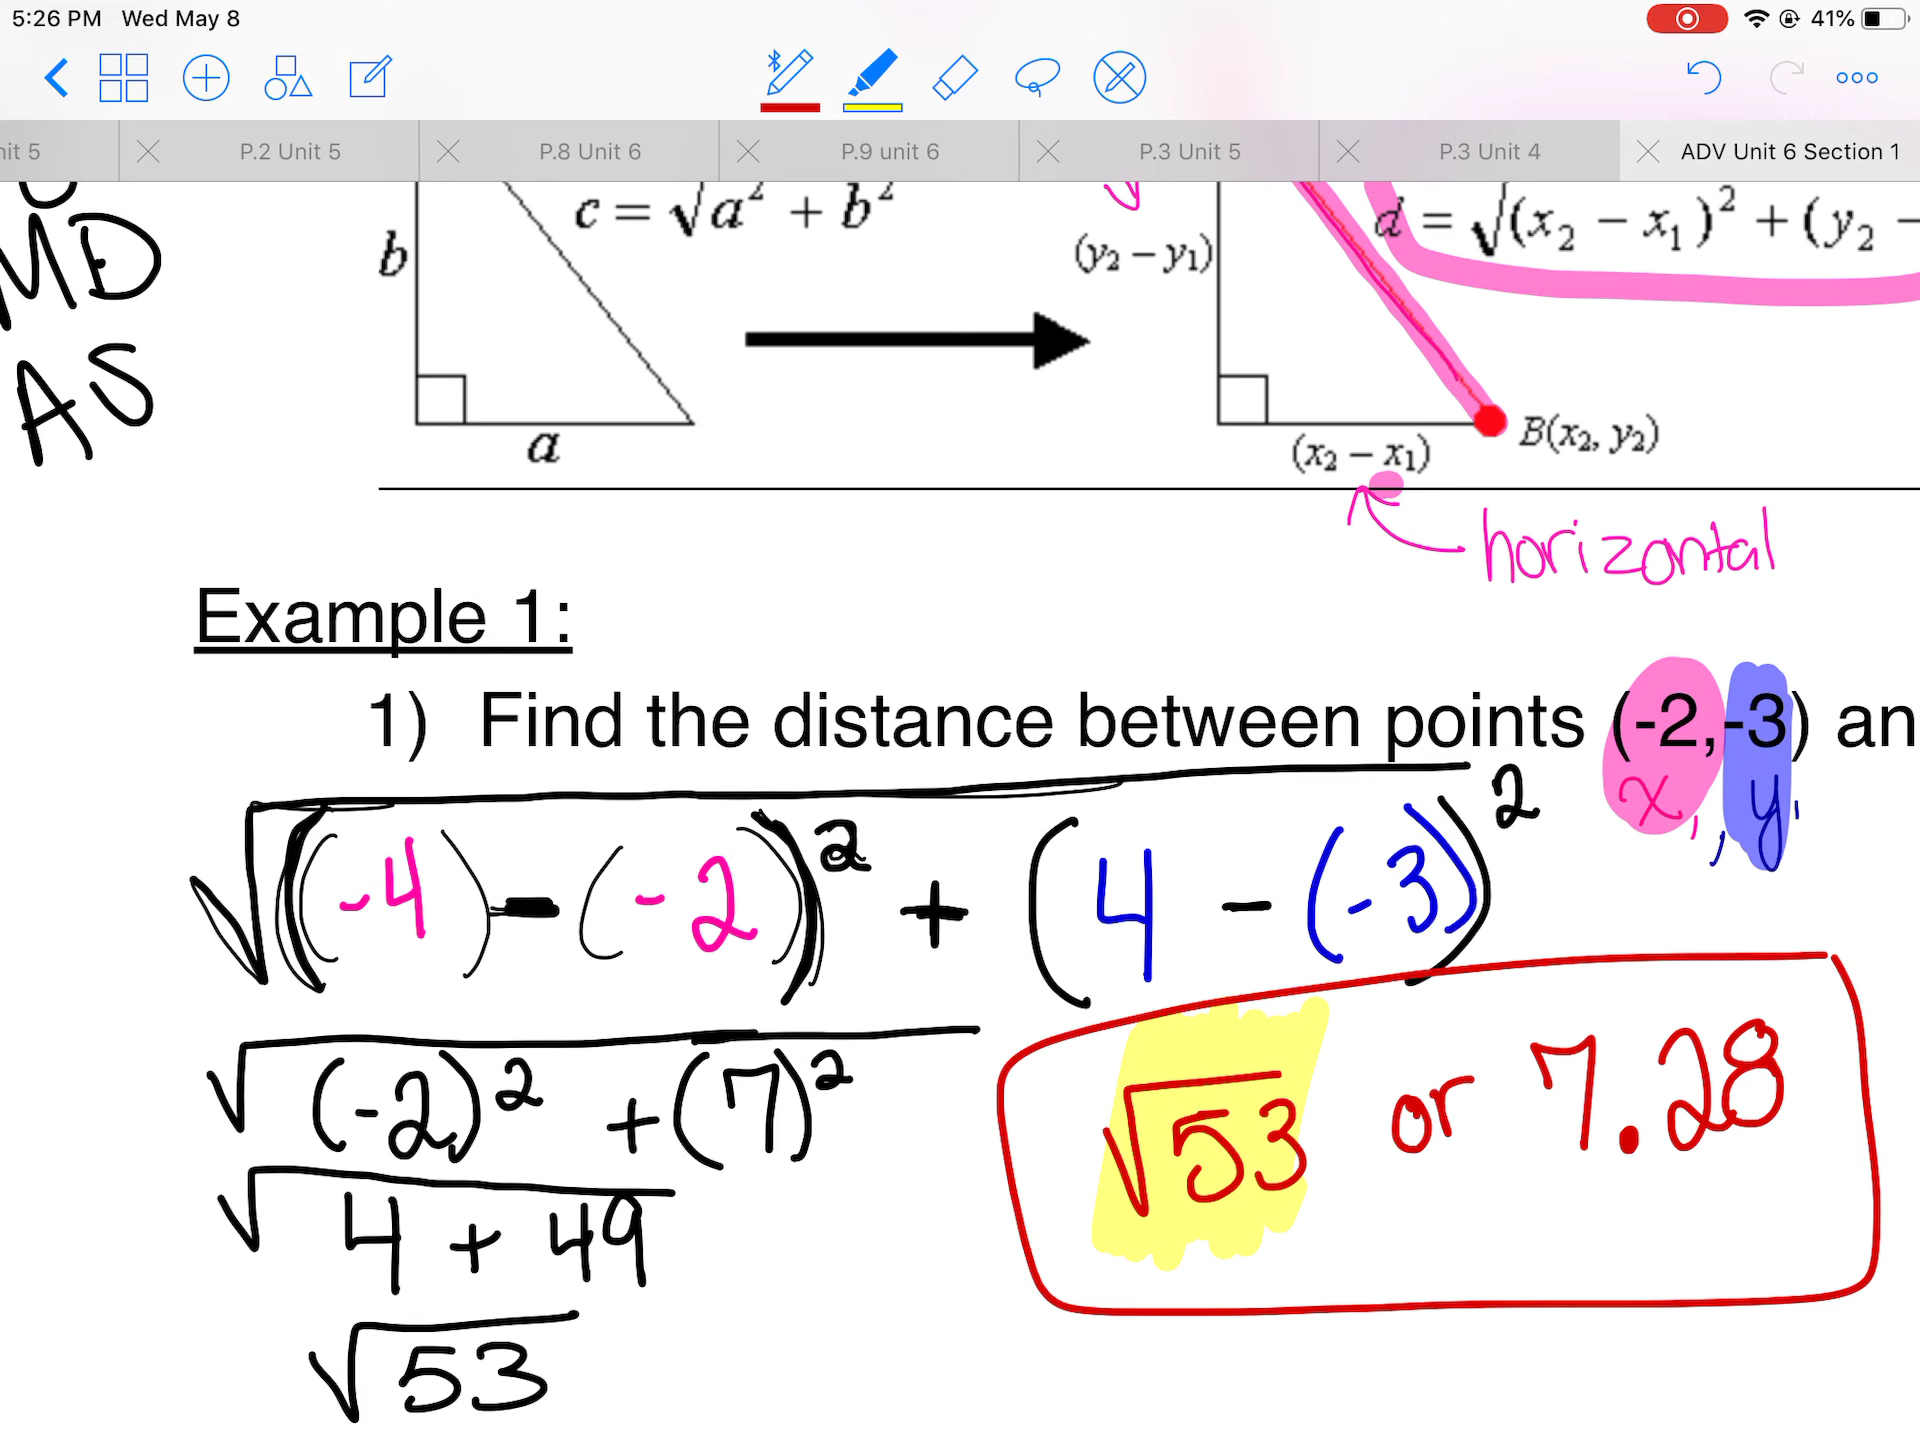 5:26 PM Wed May 8
41%
nit 5
P.2 Unit 5
P.8 Unit 6
P.9 unit 6
P.3 Unit 5
P.3 Unit 4
ADV Unit 6 Section 1
MD
AS
b
c = √a² + b²
a
(y₂ − y₁)
d = √(x₂ − x₁)² + (y₂ −
B(x₂, y₂)
(x₂ − x₁)
horizontal
Example 1:
1) Find the distance between points (-2,-3) an
x₁, y₁
√((-4) - (-2))² + (4 - (-3))²
√(-2)² + (7)²
√53 or 7.28
√4 + 49
√53